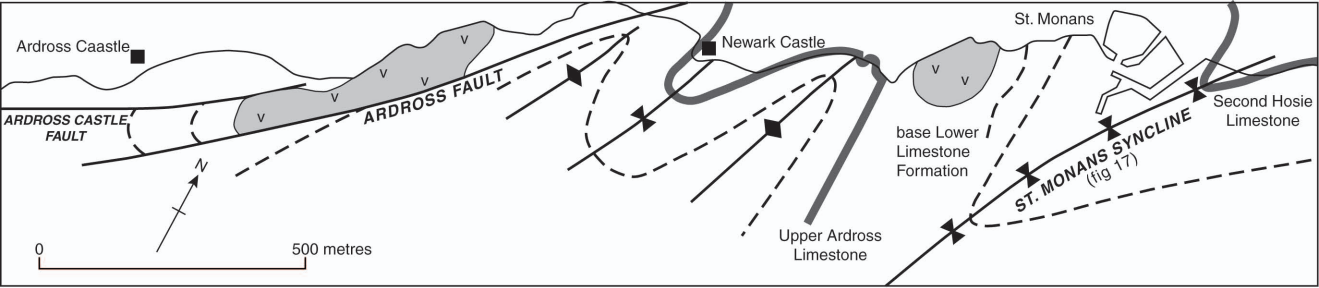 St. Monans
Ardross Caastle
Newark Castle
v
v
v
v
v
v
v
ARDROSS FAULT
ARDROSS CASTLE
FAULT
Second Hosie
Limestone
base Lower
Limestone
Formation
ST. MONANS SYNCLINE
(fig 17)
N
Upper Ardross
Limestone
0
500 metres